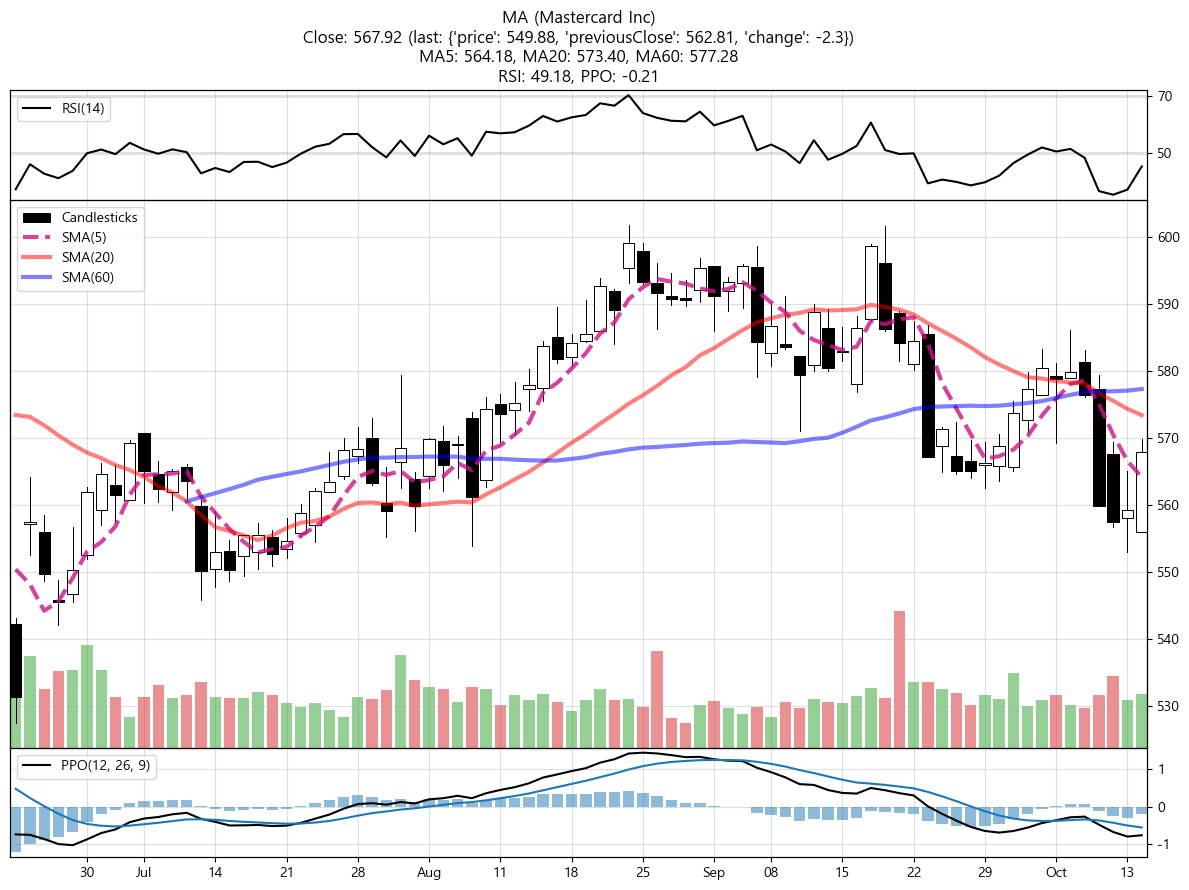 MA (Mastercard Inc)
Close: 567.92 (last: {'price': 549.88, 'previousClose': 562.81, 'change': -2.3})
MA5: 564.18, MA20: 573.40, MA60: 577.28
RSI: 49.18, PPO: -0.21
RSI(14)
70
50
Candlesticks
SMA(5)
SMA(20)
SMA(60)
600
590
580
570
560
550
540
530
PPO(12, 26, 9)
1
0
-1
30 Jul 14 21 28 Aug 11 18 25 Sep 08 15 22 29 Oct 13